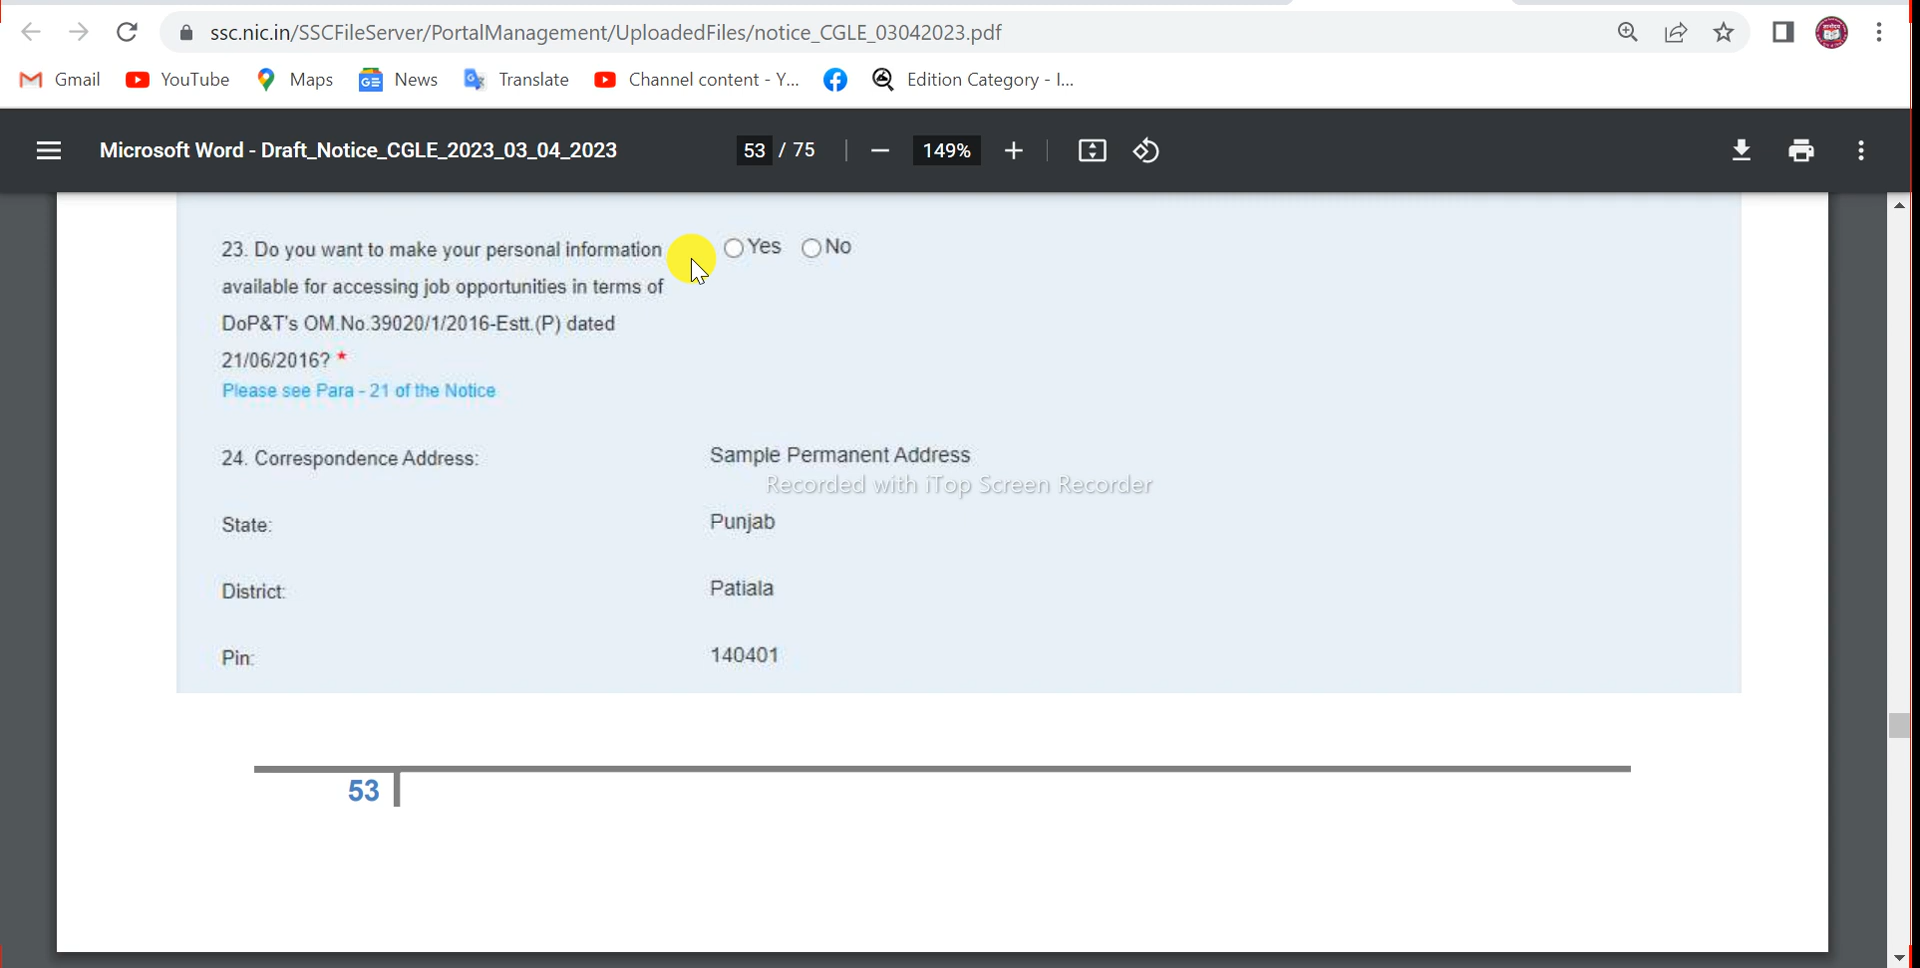 ssc.nic.in/SSCFileServer/PortalManagement/UploadedFiles/notice_CGLE_03042023.pdf
Gmail YouTube Maps News Translate Channel content - Y... Edition Category - I...
Microsoft Word - Draft_Notice_CGLE_2023_03_04_2023 53 / 75 149%
23. Do you want to make your personal information Yes No
available for accessing job opportunities in terms of
DoP&T's OM.No.39020/1/2016-Estt.(P) dated
21/06/2016? *
Please see Para - 21 of the Notice
24. Correspondence Address: Sample Permanent Address
Recorded with iTop Screen Recorder
State: Punjab
District: Patiala
Pin: 140401
53